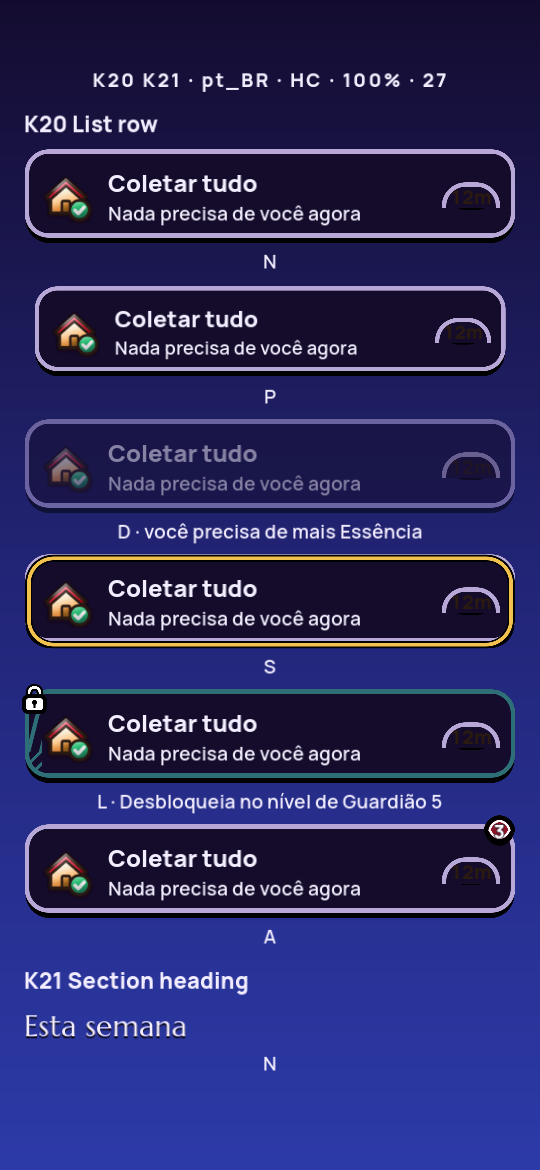 K20 K21 · pt_BR · HC · 100% · 27
K20 List row
Coletar tudo
Nada precisa de você agora
12m
N
Coletar tudo
Nada precisa de você agora
12m
P
Coletar tudo
Nada precisa de você agora
12m
D · você precisa de mais Essência
Coletar tudo
Nada precisa de você agora
12m
S
Coletar tudo
Nada precisa de você agora
12m
L · Desbloqueia no nível de Guardião 5
3
Coletar tudo
Nada precisa de você agora
12m
A
K21 Section heading
Esta semana
N